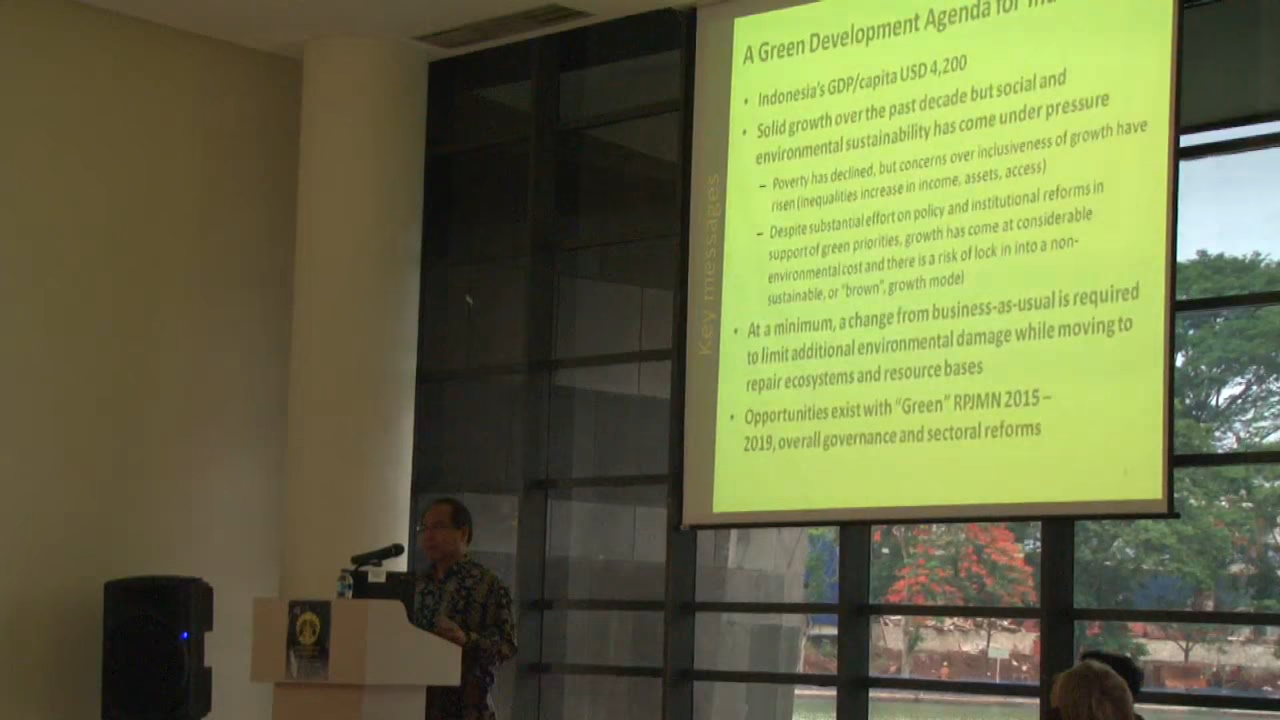 A Green Development Agenda for
• Indonesia's GDP/capita USD 4,200
• Solid growth over the past decade but social and
environmental sustainability has come under pressure
– Poverty has declined, but concerns over inclusiveness of growth have
risen (inequalities increase in income, assets, access)
– Despite substantial effort on policy and institutional reforms in
support of green priorities, growth has come at considerable
environmental cost and there is a risk of lock in into a non-
sustainable, or "brown", growth model)
• At a minimum, a change from business-as-usual is required
to limit additional environmental damage while moving to
repair ecosystems and resource bases
• Opportunities exist with "Green" RPJMN 2015 –
2019, overall governance and sectoral reforms
Key messages